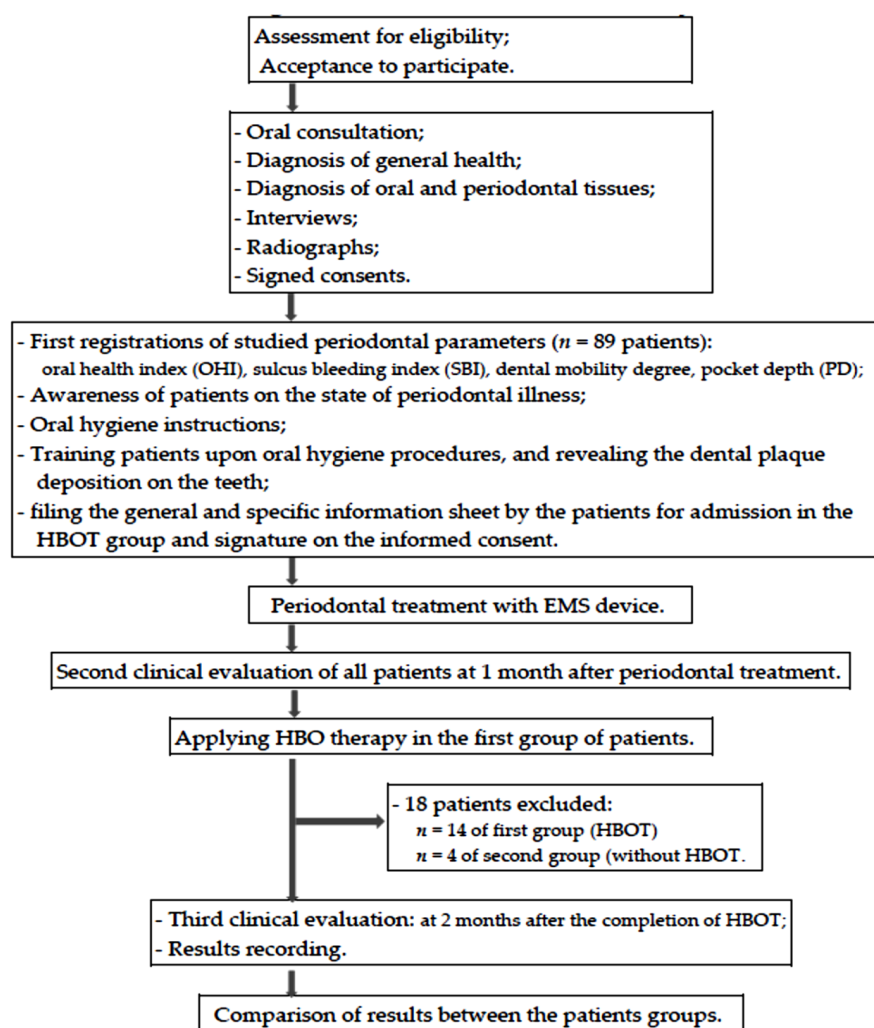 Assessment for eligibility;
Acceptance to participate.
- Oral consultation;
- Diagnosis of general health;
- Diagnosis of oral and periodontal tissues;
- Interviews;
- Radiographs;
- Signed consents.
- First registrations of studied periodontal parameters (n = 89 patients):
oral health index (OHI), sulcus bleeding index (SBI), dental mobility degree, pocket depth (PD);
- Awareness of patients on the state of periodontal illness;
- Oral hygiene instructions;
- Training patients upon oral hygiene procedures, and revealing the dental plaque
deposition on the teeth;
- filing the general and specific information sheet by the patients for admission in the
HBOT group and signature on the informed consent.
Periodontal treatment with EMS device.
Second clinical evaluation of all patients at 1 month after periodontal treatment.
Applying HBO therapy in the first group of patients.
- 18 patients excluded:
n = 14 of first group (HBOT)
n = 4 of second group (without HBOT.
- Third clinical evaluation: at 2 months after the completion of HBOT;
- Results recording.
Comparison of results between the patients groups.